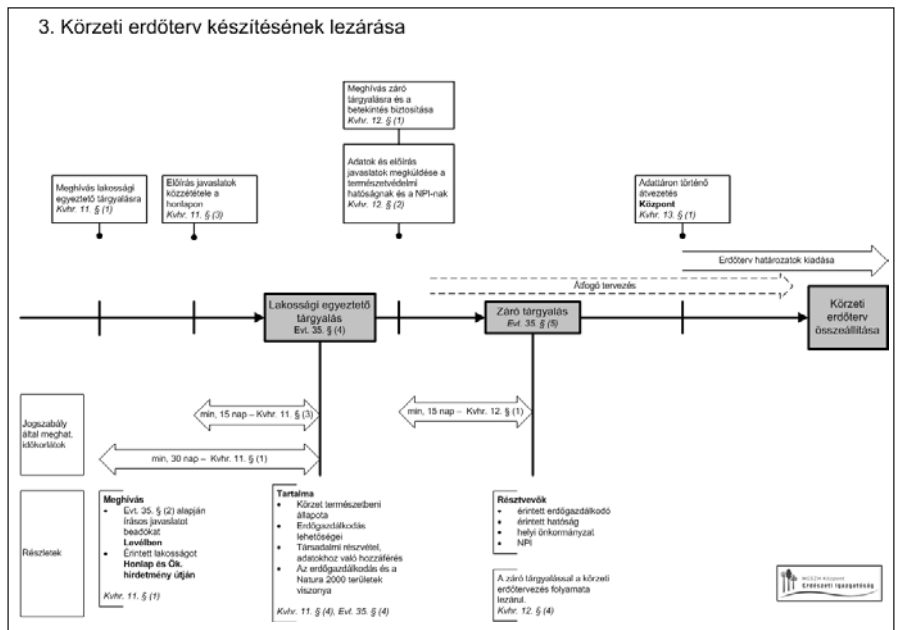 3. Körzeti erdőterv készítésének lezárása
Meghívás záró
tárgyalásra és a
betekintés biztosítása
Kvhr. 12. § (1)
Meghívás lakossági
egyeztető tárgyalásra
Kvhr. 11. § (1)
Előírás javaslatok
közzététele a
honlapon
Kvhr. 11. § (3)
Adatok és előírás
javaslatok megküldése a
természetvédelmi
hatóságnak és a NPI-nak
Kvhr. 12. § (2)
Adattáron történő
átvezetés
Központ
Kvhr. 13. § (1)
Erdőterv határozatok kiadása
Átfogó tervezés
Lakossági egyeztető
tárgyalás
Evt. 35. § (4)
Záró tárgyalás
Evt. 35. § (5)
Körzeti
erdőterv
összeállítása
Jogszabály
által meghat.
időkorlátok
min, 15 nap – Kvhr. 11. § (3)
min, 15 nap – Kvhr. 12. § (1)
min, 30 nap – Kvhr. 11. § (1)
Részletek
Meghívás
• Evt. 35. § (2) alapján
írásos javaslatot
beadókat
Levélben
• Érintett lakosságot
Honlap és Ök.
hirdetmény útján
Kvhr. 11. § (1)
Tartalma
• Körzet természetbeni
állapota
• Erdőgazdálkodás
lehetőségei
• Társadalmi részvétel,
adatokhoz való hozzáférés
• Az erdőgazdálkodás és a
Natura 2000 területek
viszonya
Kvhr. 11. § (4), Evt. 35. § (4)
Résztvevők
• érintett erdőgazdálkodó
• érintett hatóság
• helyi önkormányzat
• NPI
A záró tárgyalással a körzeti
erdőtervezés folyamata
lezárul.
Kvhr. 12. § (4)
Központ
Erdészeti Igazgatóság